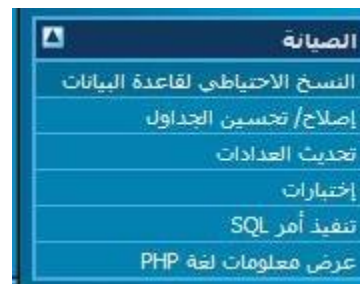 الصيانة
النسخ الاحتياطي لقاعدة البيانات
إصلاح/ تحسين الجداول
تحديث العدادات
إختبارات
تنفيذ أمر SQL
عرض معلومات لغة PHP